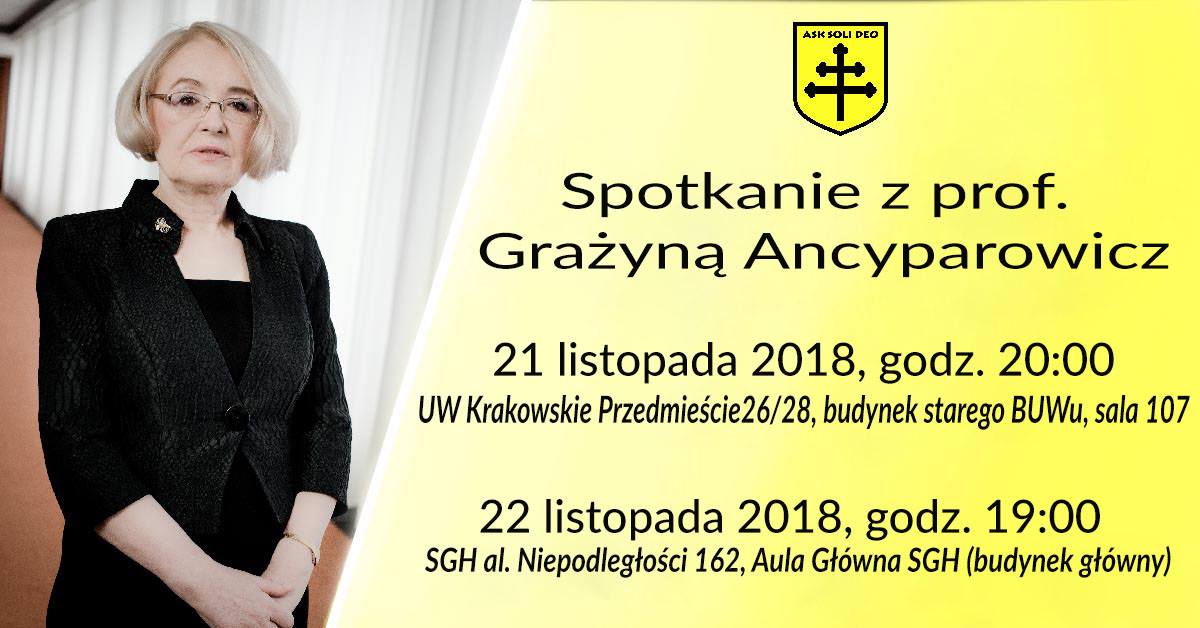 ASK SOLI DEO
Spotkanie z prof.
Grażyną Ancyparowicz
21 listopada 2018, godz. 20:00
UW Krakowskie Przedmieście26/28, budynek starego BUWu, sala 107
22 listopada 2018, godz. 19:00
SGH al. Niepodległości 162, Aula Główna SGH (budynek główny)